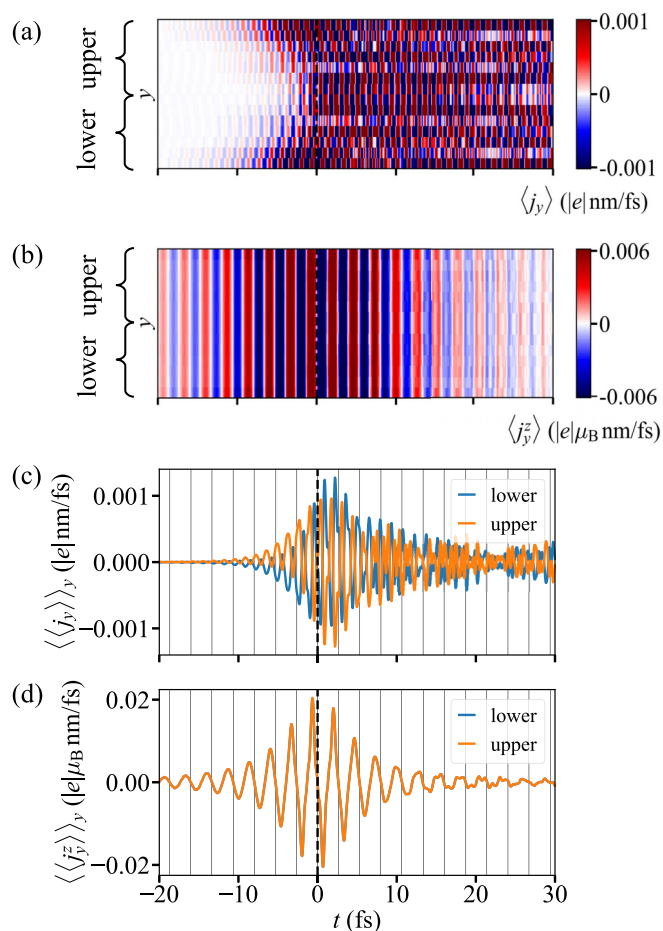 (a)
upper
lower
y
0.001
0
-0.001
⟨j_y⟩ (|e| nm/fs)
(b)
upper
lower
y
0.006
0
-0.006
⟨j_y^z⟩ (|e|μ_B nm/fs)
(c)
⟨⟨j_y⟩⟩_y (|e| nm/fs)
0.001
0.000
−0.001
lower
upper
(d)
⟨⟨j_y^z⟩⟩_y (|e|μ_B nm/fs)
0.02
0.00
−0.02
lower
upper
−20 −10 0 10 20 30
t (fs)